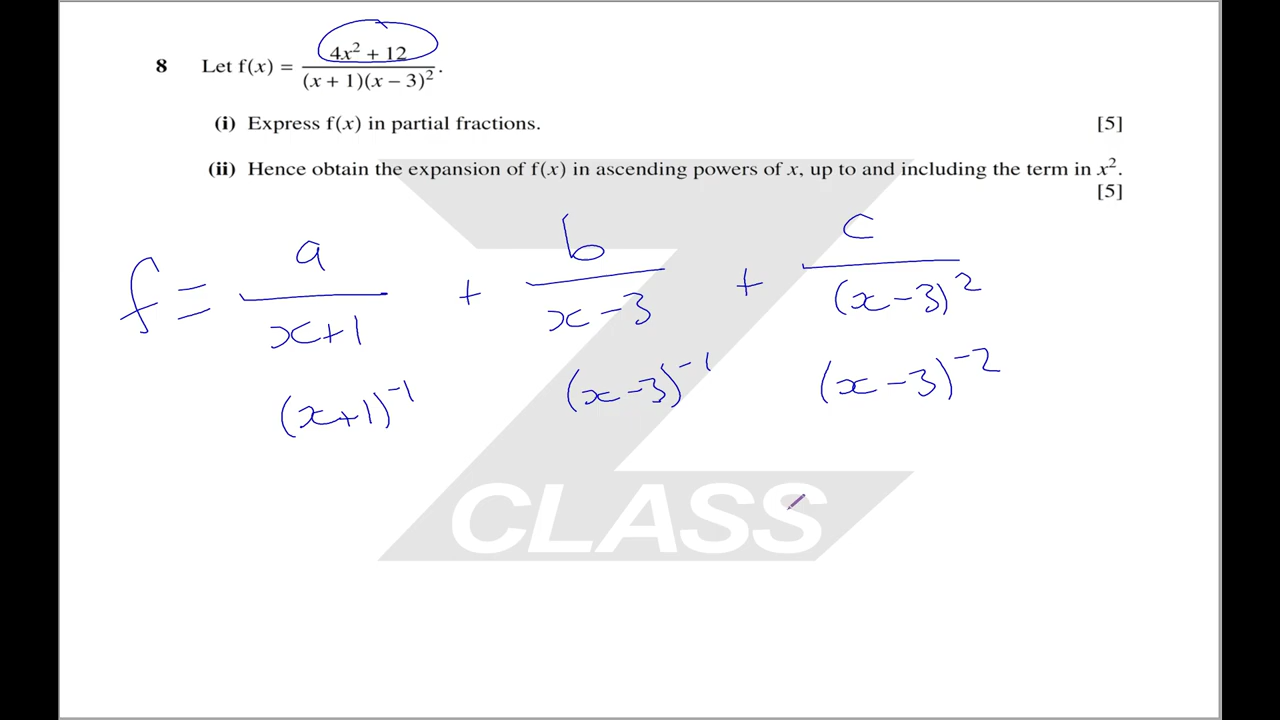 8 Let f(x) = (4x² + 12)/((x + 1)(x − 3)²).
(i) Express f(x) in partial fractions. [5]
(ii) Hence obtain the expansion of f(x) in ascending powers of x, up to and including the term in x².
[5]
f = a/(x+1) + b/(x−3) + c/(x−3)²
(x+1)⁻¹ (x−3)⁻¹ (x−3)⁻²
Z
CLASS